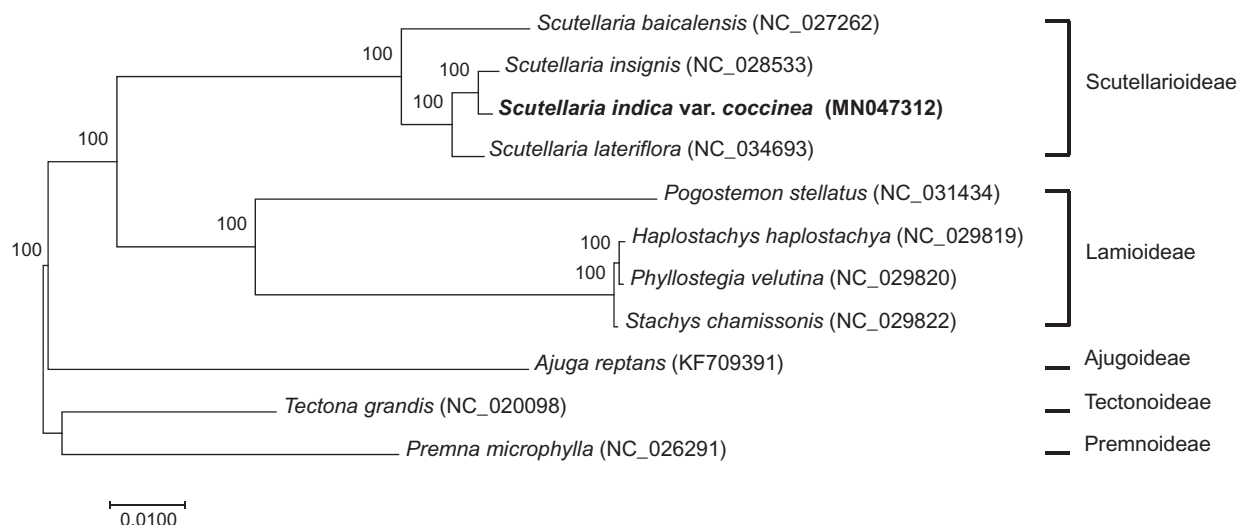 Scutellaria baicalensis (NC_027262)
100
Scutellaria insignis (NC_028533)
100
Scutellaria indica var. coccinea (MN047312)
100
Scutellaria lateriflora (NC_034693)
Scutellarioideae
100
Pogostemon stellatus (NC_031434)
100
Haplostachys haplostachya (NC_029819)
100
Phyllostegia velutina (NC_029820)
100
Stachys chamissonis (NC_029822)
Lamioideae
100
Ajuga reptans (KF709391)
Ajugoideae
Tectona grandis (NC_020098)
Tectonoideae
Premna microphylla (NC_026291)
Premnoideae
0.0100